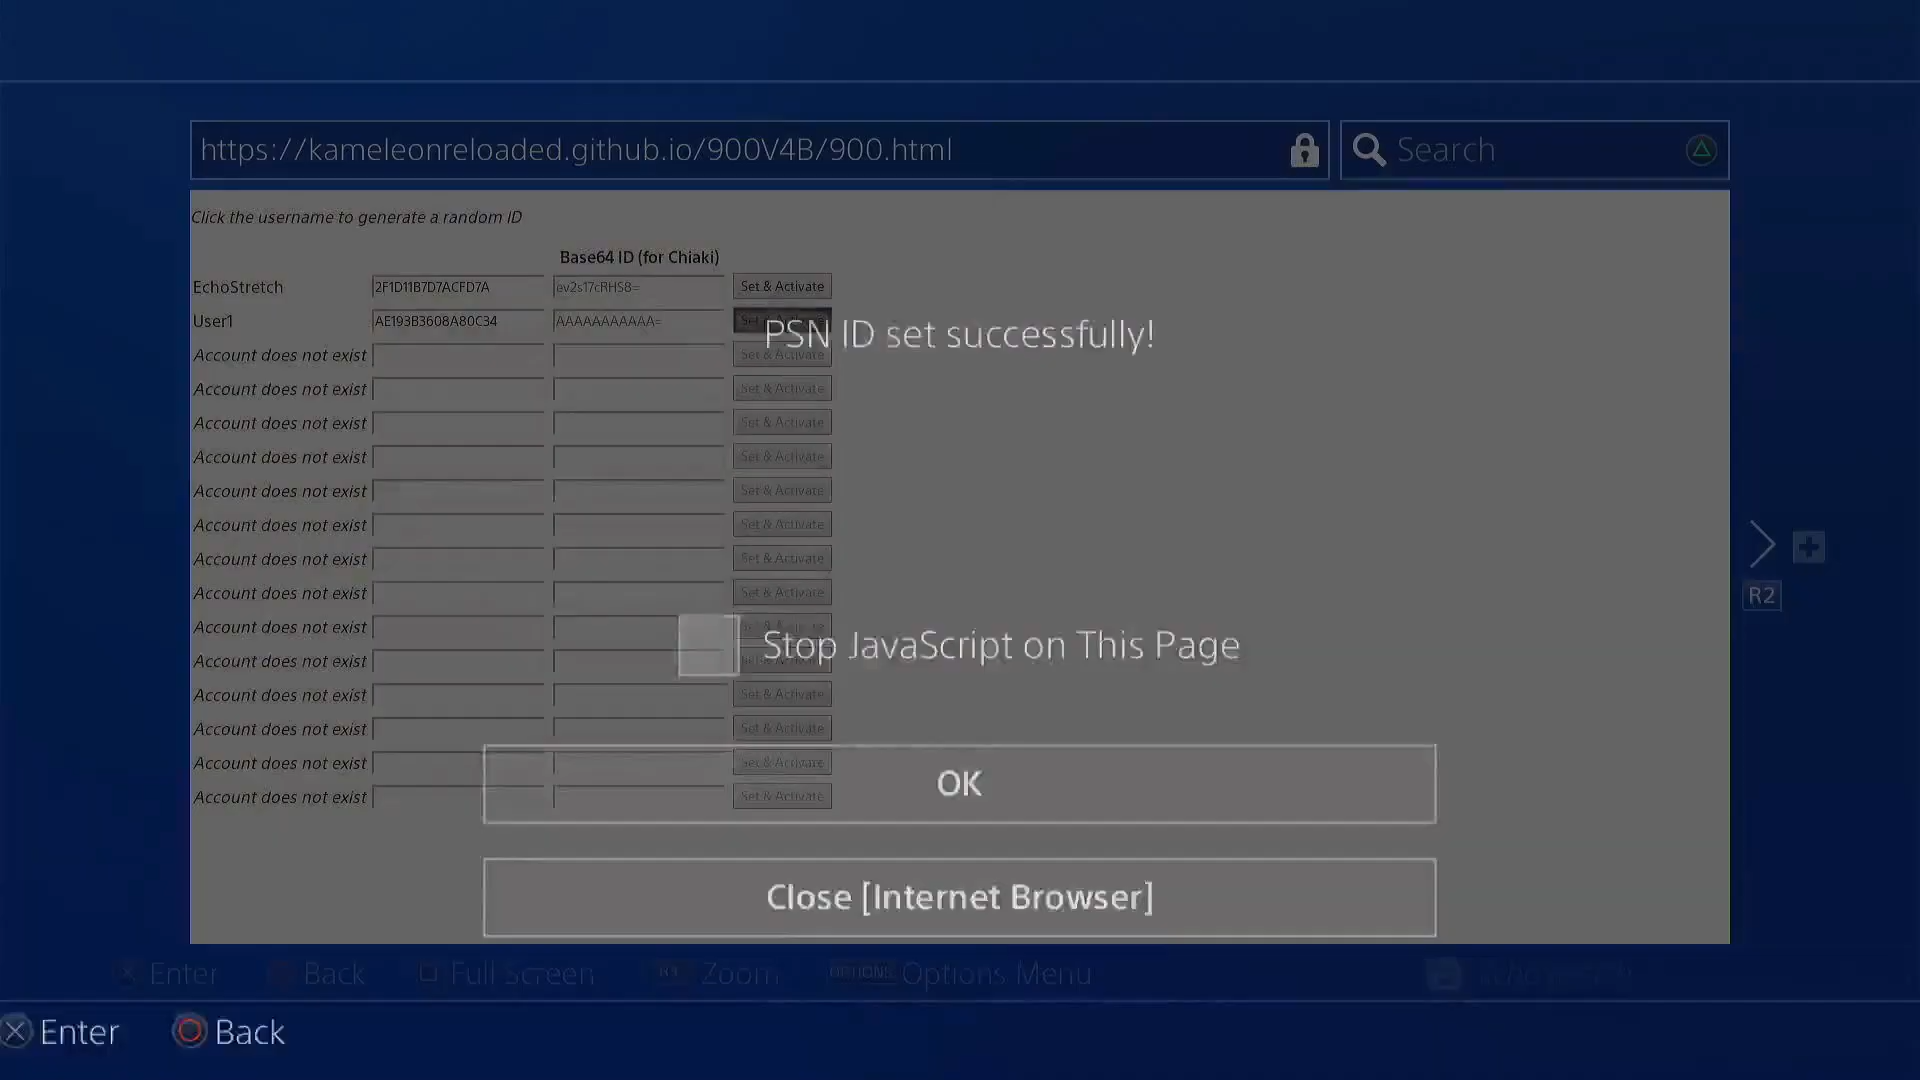 https://kameleonreloaded.github.io/900V4B/900.html
Search
Click the username to generate a random ID
Base64 ID (for Chiaki)
EchoStretch 2F1D11B7D7ACFD7A ev2s17cRHS8= Set & Activate
User1 AE193B3608A80C34 AAAAAAAAAAA=
PSN ID set successfully!
Account does not exist Set & Activate
Account does not exist Set & Activate
Account does not exist Set & Activate
Account does not exist Set & Activate
Account does not exist Set & Activate
Account does not exist Set & Activate
Account does not exist Set & Activate
R2
Account does not exist Set & Activate
Account does not exist
Stop JavaScript on This Page
Account does not exist
Account does not exist Set & Activate
Account does not exist Set & Activate
Account does not exist Set & Activate
OK
Account does not exist Set & Activate
Close [Internet Browser]
Enter Back Full Screen Zoom OPTIONS Options Menu
Enter Back